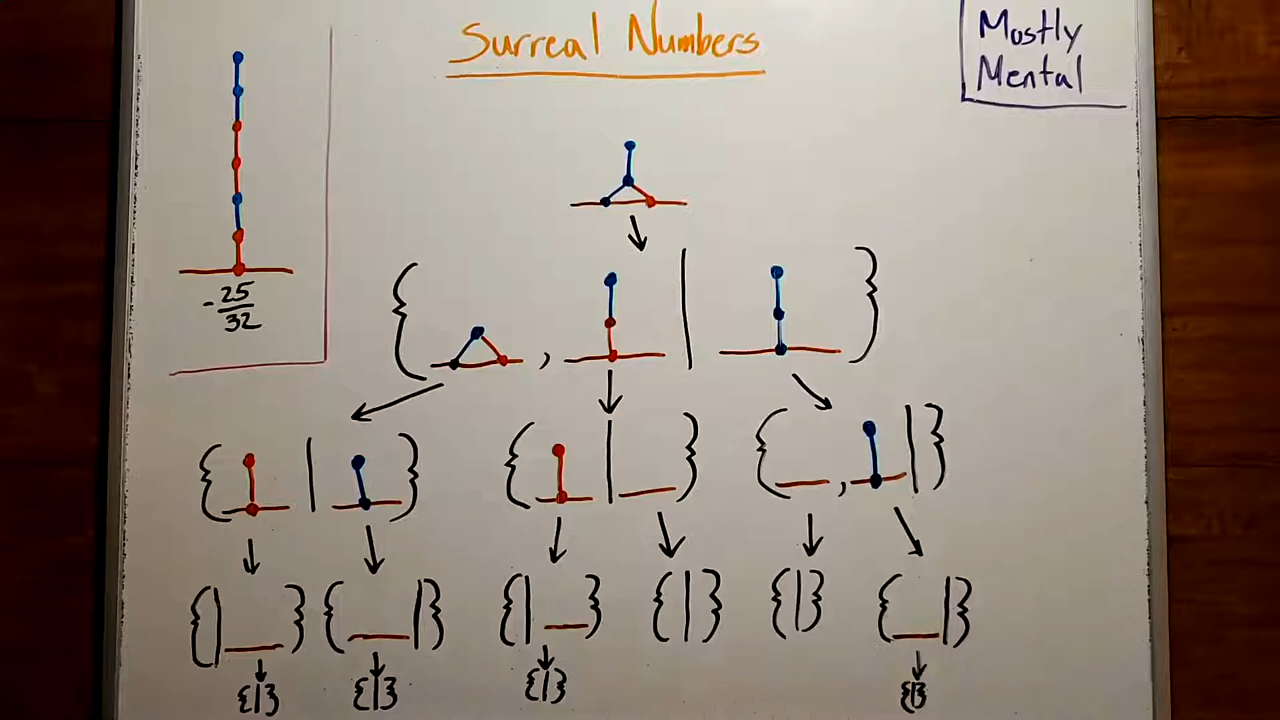 Surreal Numbers
Mostly
Mental
-25/32
{ , | }
{ | } { | } { , | }
{| } { |} {| } {|} {|} { |}
{|} {|} {|} {|}